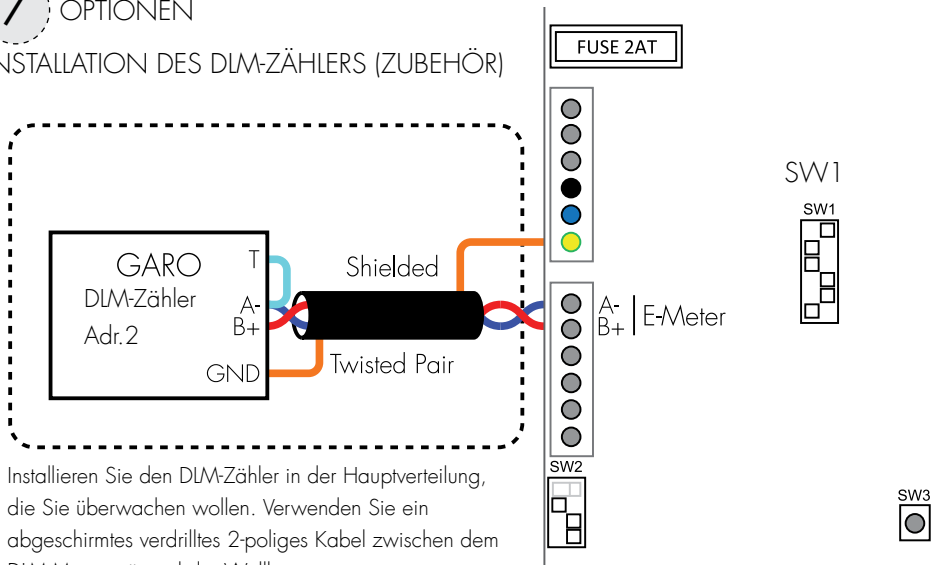 7 OPTIONEN
NSTALLATION DES DLM-ZÄHLERS (ZUBEHÖR)
FUSE 2AT
SW1
SW1
GARO
DLM-Zähler
Adr.2
T
A-
B+
GND
Shielded
Twisted Pair
A-
B+
E-Meter
SW2
SW3
Installieren Sie den DLM-Zähler in der Hauptverteilung,
die Sie überwachen wollen. Verwenden Sie ein
abgeschirmtes verdrilltes 2-poliges Kabel zwischen dem